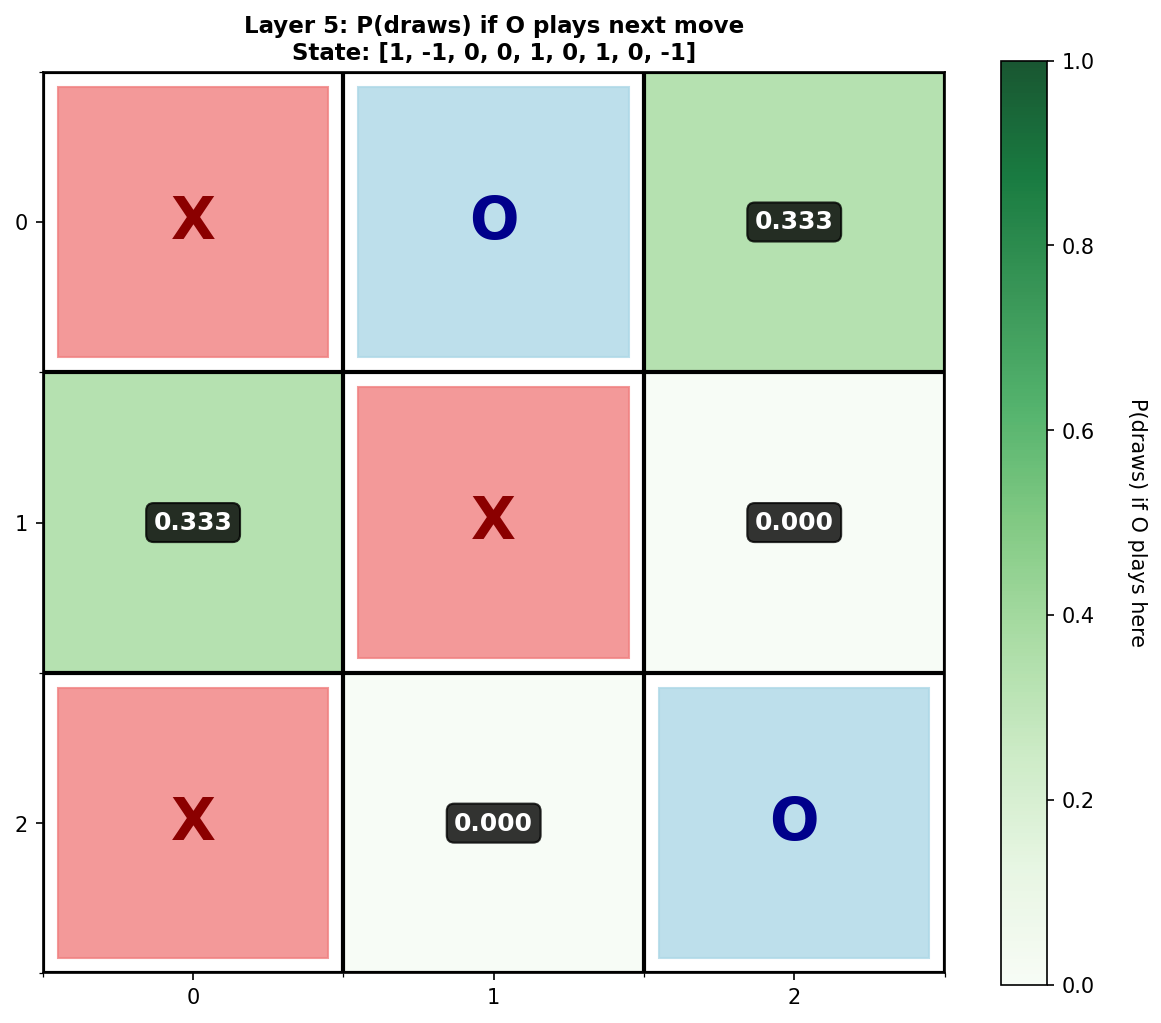 Layer 5: P(draws) if O plays next move
State: [1, -1, 0, 0, 1, 0, 1, 0, -1]
1.0
0 X O 0.333
0.8
0.6
1 0.333 X 0.000
P(draws) if O plays here
0.4
0.2
2 X 0.000 O
0.0
0 1 2